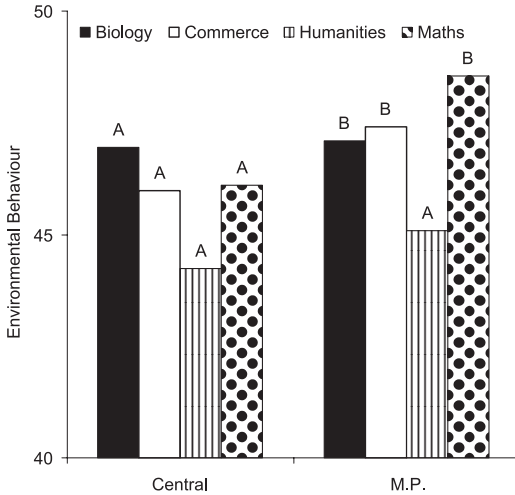 50
Biology Commerce Humanities Maths
B
A
B
B
A
A
A
A
45
Environmental Behaviour
40
Central M.P.